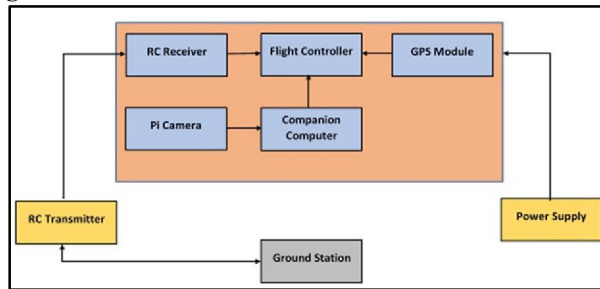 RC Receiver
Flight Controller
GPS Module
Pi Camera
Companion
Computer
RC Transmitter
Power Supply
Ground Station